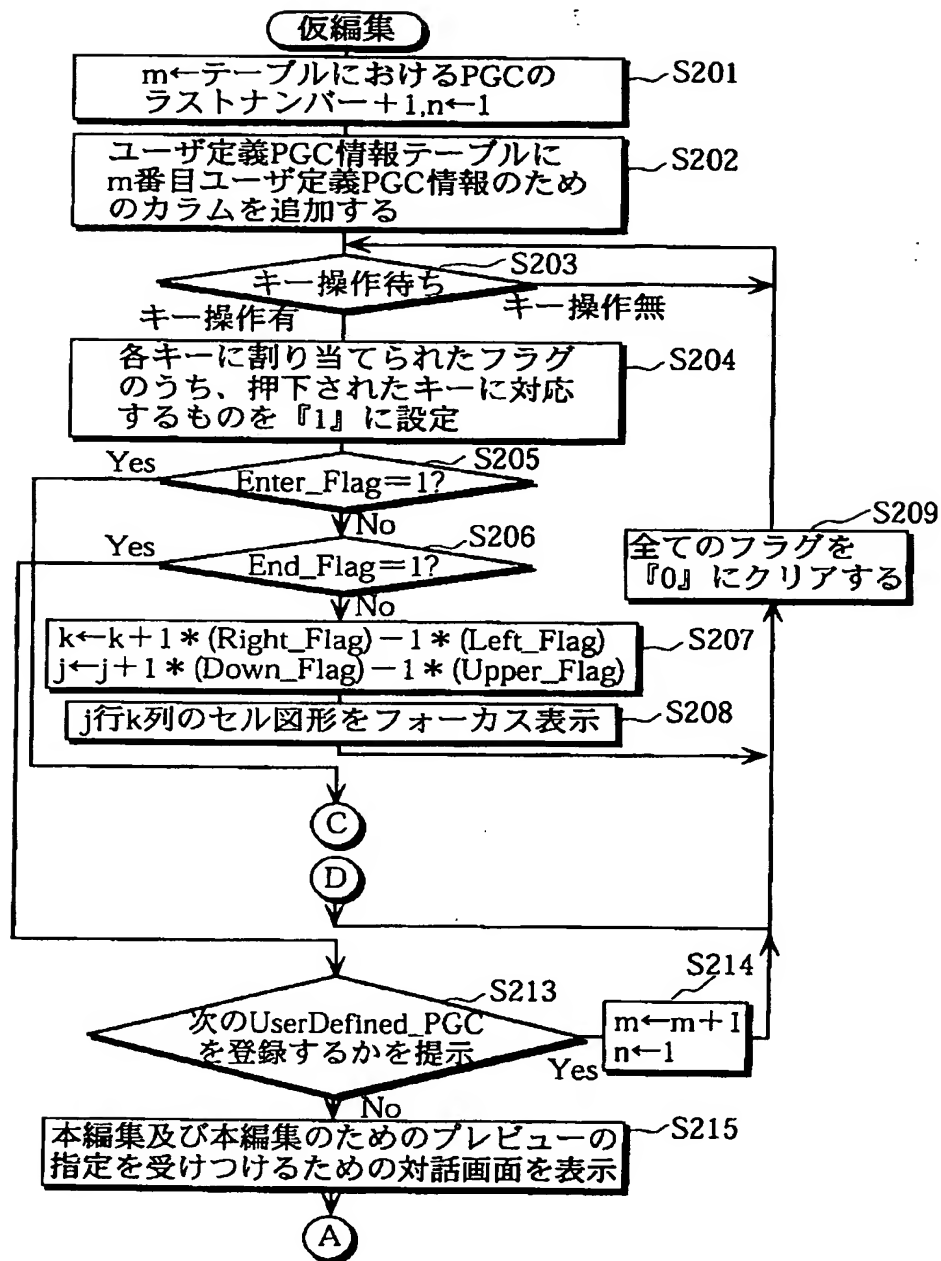 仮編集
m←テーブルにおけるPGCの
ラストナンバー+1,n←1
S201
ユーザ定義PGC情報テーブルに
m番目ユーザ定義PGC情報のため
のカラムを追加する
S202
キー操作待ち
S203
キー操作有
キー操作無
各キーに割り当てられたフラグ
のうち、押下されたキーに対応
するものを『1』に設定
S204
Yes
Enter_Flag=1?
S205
No
Yes
End_Flag=1?
S206
No
全てのフラグを
『0』にクリアする
S209
k←k+1*(Right_Flag)-1*(Left_Flag)
j←j+1*(Down_Flag)-1*(Upper_Flag)
S207
j行k列のセル図形をフォーカス表示
S208
C
D
次のUserDefined_PGC
を登録するかを提示
S213
Yes
m←m+1
n←1
S214
No
本編集及び本編集のためのプレビューの
指定を受けつけるための対話画面を表示
S215
A